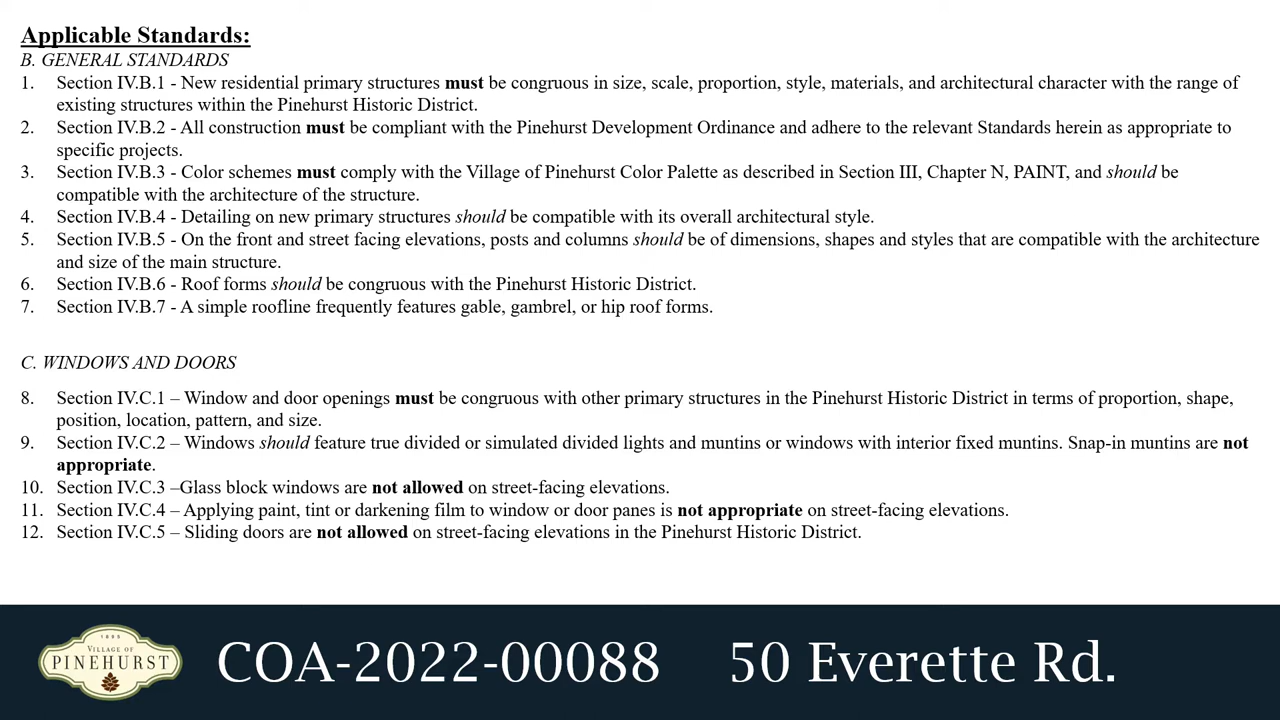 Applicable Standards:
B. GENERAL STANDARDS
1. Section IV.B.1 - New residential primary structures must be congruous in size, scale, proportion, style, materials, and architectural character with the range of
existing structures within the Pinehurst Historic District.
2. Section IV.B.2 - All construction must be compliant with the Pinehurst Development Ordinance and adhere to the relevant Standards herein as appropriate to
specific projects.
3. Section IV.B.3 - Color schemes must comply with the Village of Pinehurst Color Palette as described in Section III, Chapter N, PAINT, and should be
compatible with the architecture of the structure.
4. Section IV.B.4 - Detailing on new primary structures should be compatible with its overall architectural style.
5. Section IV.B.5 - On the front and street facing elevations, posts and columns should be of dimensions, shapes and styles that are compatible with the architecture
and size of the main structure.
6. Section IV.B.6 - Roof forms should be congruous with the Pinehurst Historic District.
7. Section IV.B.7 - A simple roofline frequently features gable, gambrel, or hip roof forms.
C. WINDOWS AND DOORS
8. Section IV.C.1 – Window and door openings must be congruous with other primary structures in the Pinehurst Historic District in terms of proportion, shape,
position, location, pattern, and size.
9. Section IV.C.2 – Windows should feature true divided or simulated divided lights and muntins or windows with interior fixed muntins. Snap-in muntins are not
appropriate.
10. Section IV.C.3 –Glass block windows are not allowed on street-facing elevations.
11. Section IV.C.4 – Applying paint, tint or darkening film to window or door panes is not appropriate on street-facing elevations.
12. Section IV.C.5 – Sliding doors are not allowed on street-facing elevations in the Pinehurst Historic District.
1895
VILLAGE OF
PINEHURST
COA-2022-00088 50 Everette Rd.